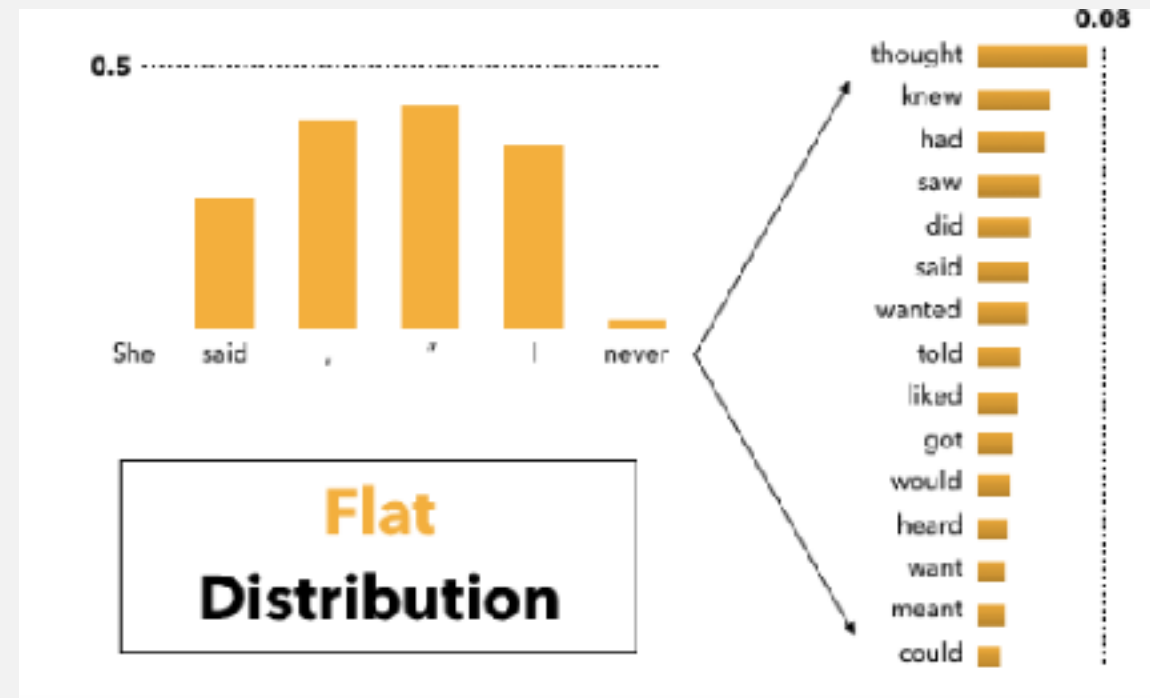 0.5
She said , " I never
Flat
Distribution
0.08
thought
knew
had
saw
did
said
wanted
told
liked
got
would
heard
want
meant
could